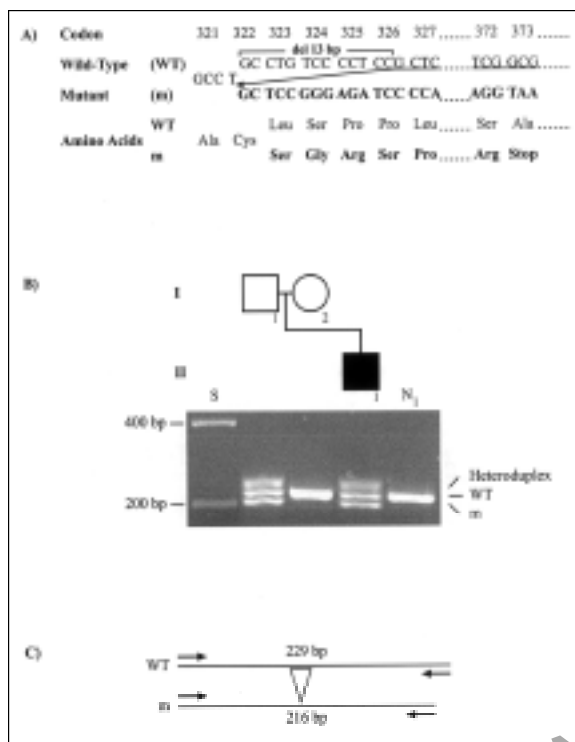 A) Codon 321 322 323 324 325 326 327 ...... 372 373 ......
del 13 bp
Wild-Type (WT) GC CTG TCC CCT CCG CTC ...... TCG GCG
GCC T
Mutant (m) GC TCC GGG AGA TCC CCA ...... AGG TAA
WT Leu Ser Pro Pro Leu ...... Ser Ala ......
Amino Acids Ala Cys
m Ser Gly Arg Ser Pro ...... Arg Stop
B)
I
1 2
II
S 1 N1
400 bp
Heteroduplex
WT
200 bp
m
C)
229 bp
WT
m
216 bp